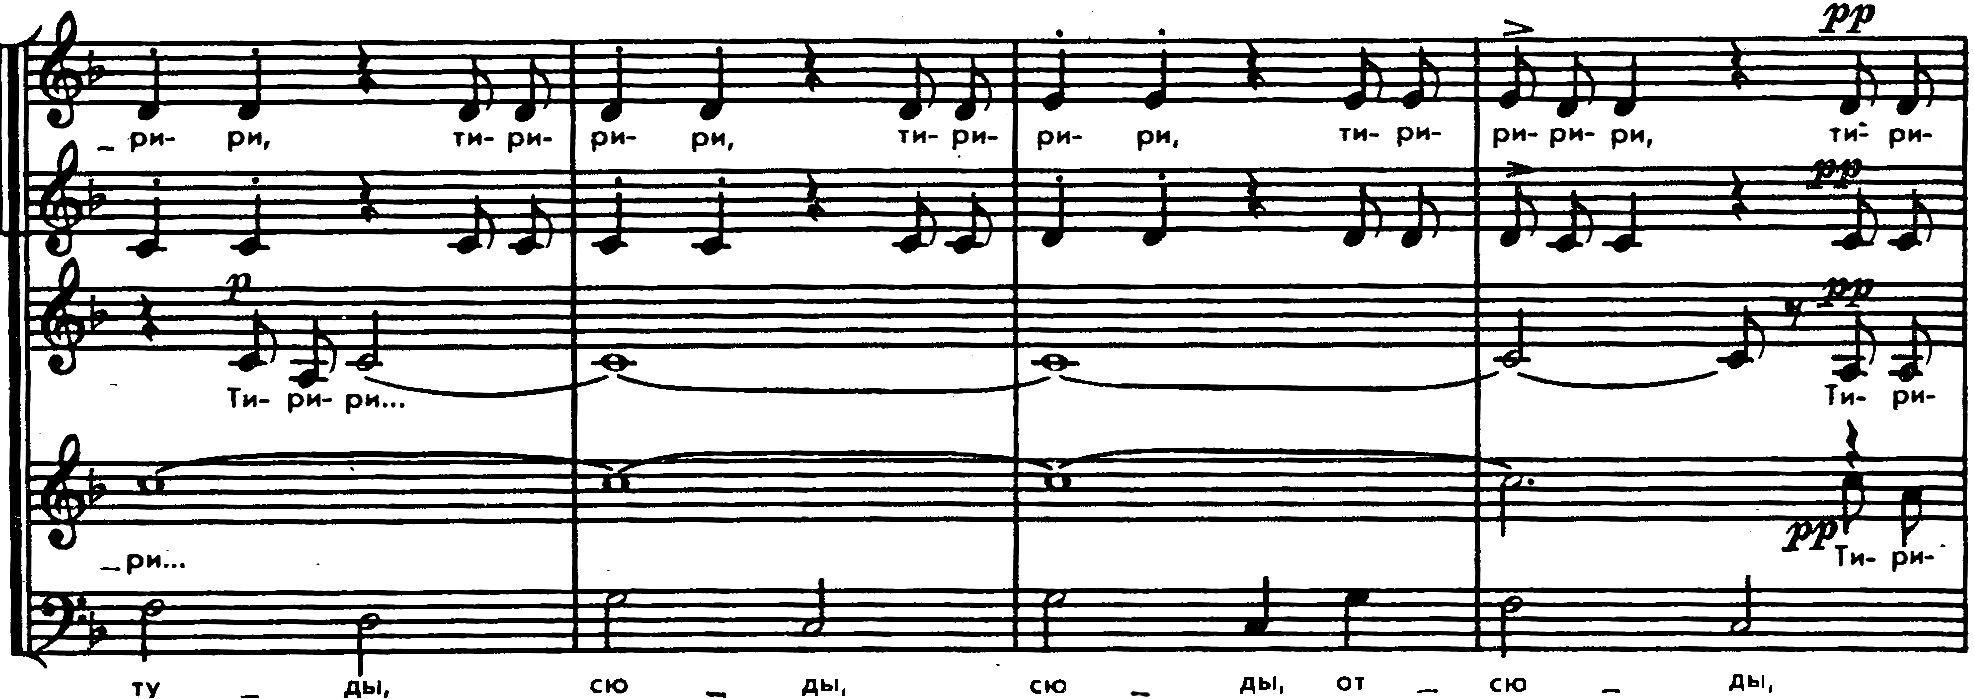 pp
_ ри- ри, ти- ри- ри- ри, ти- ри- ри- ри, ти- ри- ри- ри- ри, ти- ри-
pp
p pp
Ти- ри- ри... Ти- ри-
pp
_ ри... Ти- ри-
ту _ ды, сю _ ды, сю _ ды, от _ сю _ ды,